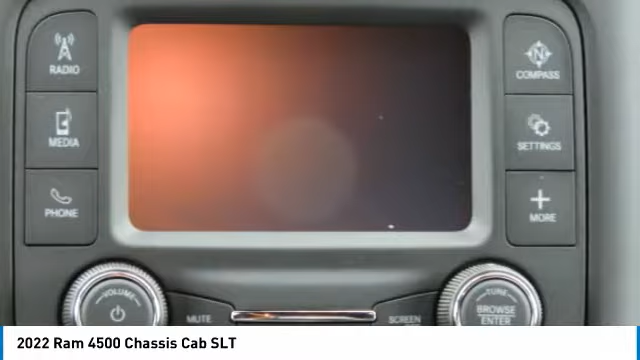 RADIO
COMPASS
MEDIA
SETTINGS
PHONE
MORE
VOLUME
MUTE
SCREEN
TUNE
BROWSE
ENTER
2022 Ram 4500 Chassis Cab SLT